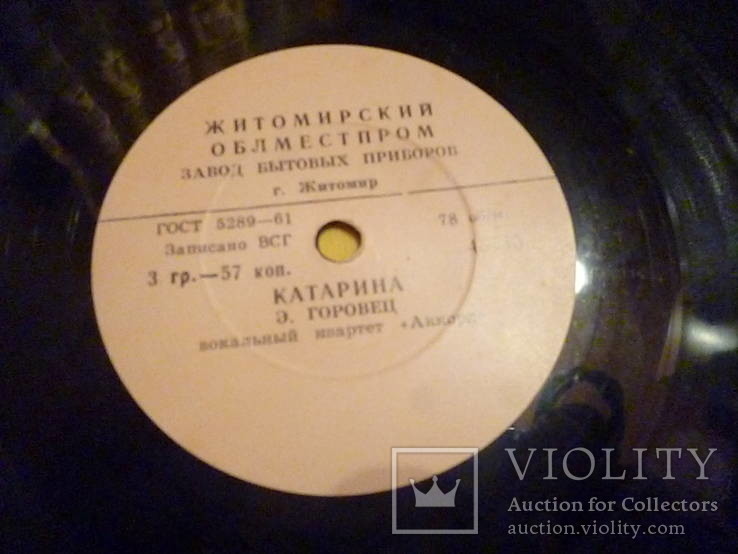 ЖИТОМИРСКИЙ
ОБЛМЕСТПРОМ
ЗАВОД БЫТОВЫХ ПРИБОРОВ
г. Житомир
ГОСТ 5289—61 78
Записано ВСГ
3 гр.—57 коп.
КАТАРИНА
Э. ГОРОВЕЦ
вокальный квартет «Аккорд
VIOLITY
Auction for Collectors
auction.violity.com